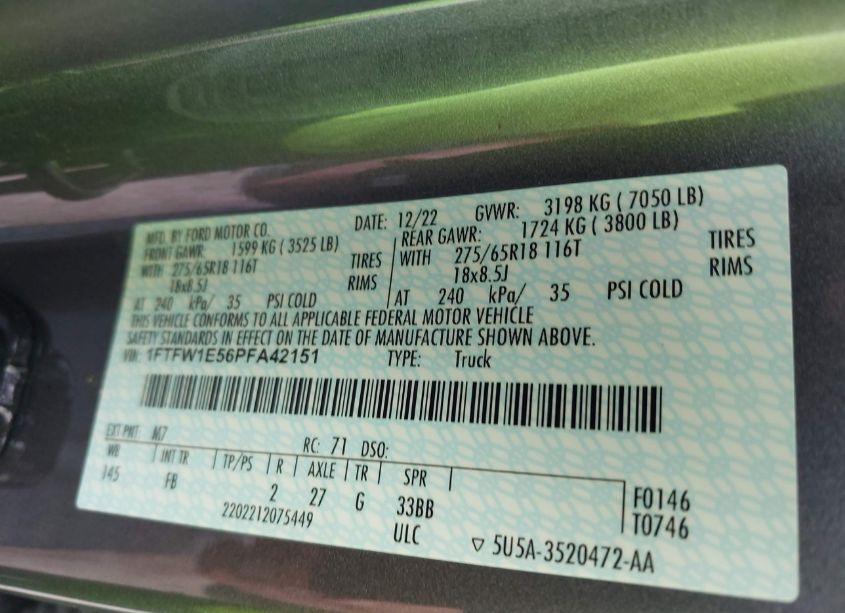 MFD. BY FORD MOTOR CO. DATE: 12/22 GVWR: 3198 KG ( 7050 LB)
FRONT GAWR: 1599 KG ( 3525 LB) REAR GAWR: 1724 KG ( 3800 LB)
WITH 275/65R18 116T TIRES WITH 275/65R18 116T TIRES
18x8.5J RIMS 18x8.5J RIMS
AT 240 kPa/ 35 PSI COLD AT 240 kPa/ 35 PSI COLD
THIS VEHICLE CONFORMS TO ALL APPLICABLE FEDERAL MOTOR VEHICLE
SAFETY STANDARDS IN EFFECT ON THE DATE OF MANUFACTURE SHOWN ABOVE.
VIN: 1FTFW1E56PFA42151 TYPE: Truck
EXT PNT M7 RC: 71 DSO:
WB INT TR TP/PS R AXLE TR SPR
145 FB 2 27 G 33BB F0146
2202212075449 ULC T0746
▽ 5U5A-3520472-AA